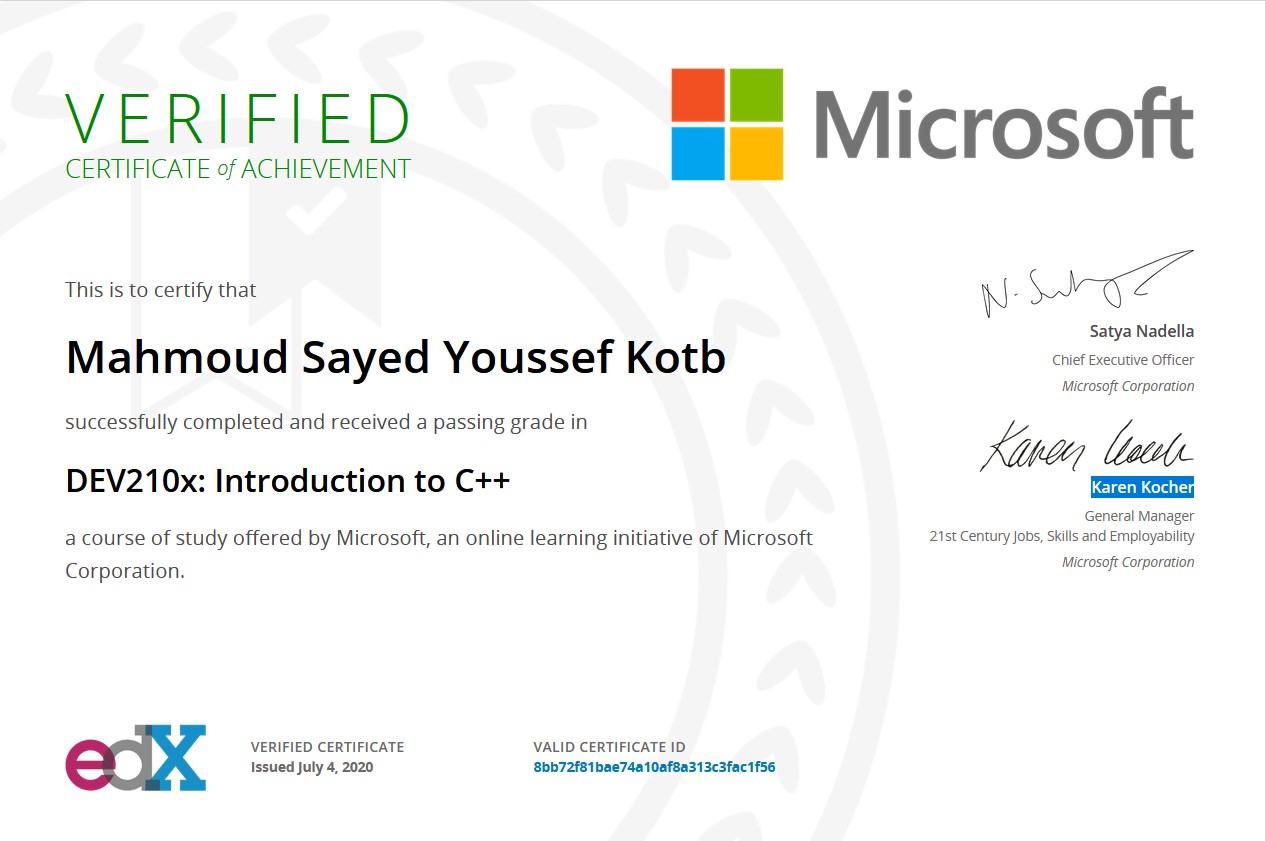 VERIFIED
CERTIFICATE of ACHIEVEMENT
Microsoft
This is to certify that
Mahmoud Sayed Youssef Kotb
successfully completed and received a passing grade in
DEV210x: Introduction to C++
a course of study offered by Microsoft, an online learning initiative of Microsoft
Corporation.
Satya Nadella
Chief Executive Officer
Microsoft Corporation
Karen Kocher
Karen Kocher
General Manager
21st Century Jobs, Skills and Employability
Microsoft Corporation
edX
VERIFIED CERTIFICATE
Issued July 4, 2020
VALID CERTIFICATE ID
8bb72f81bae74a10af8a313c3fac1f56